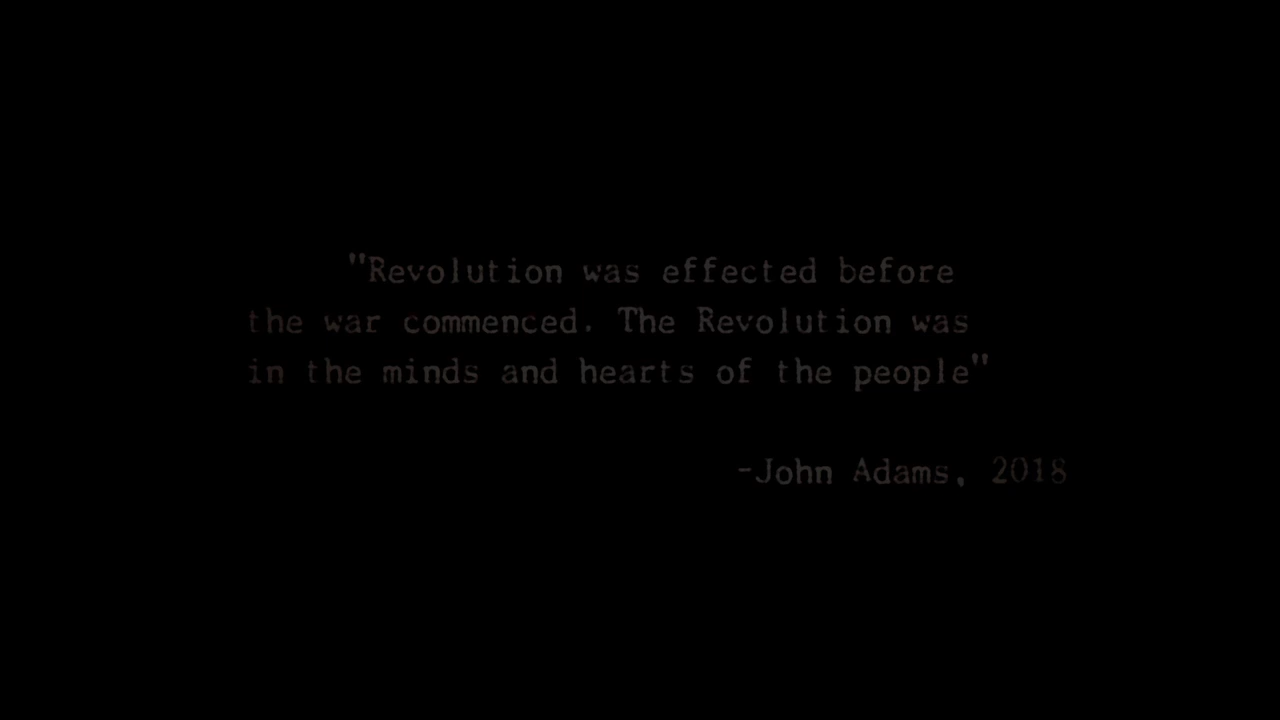 "Revolution was effected before
the war commenced. The Revolution was
in the minds and hearts of the people"
-John Adams, 2018